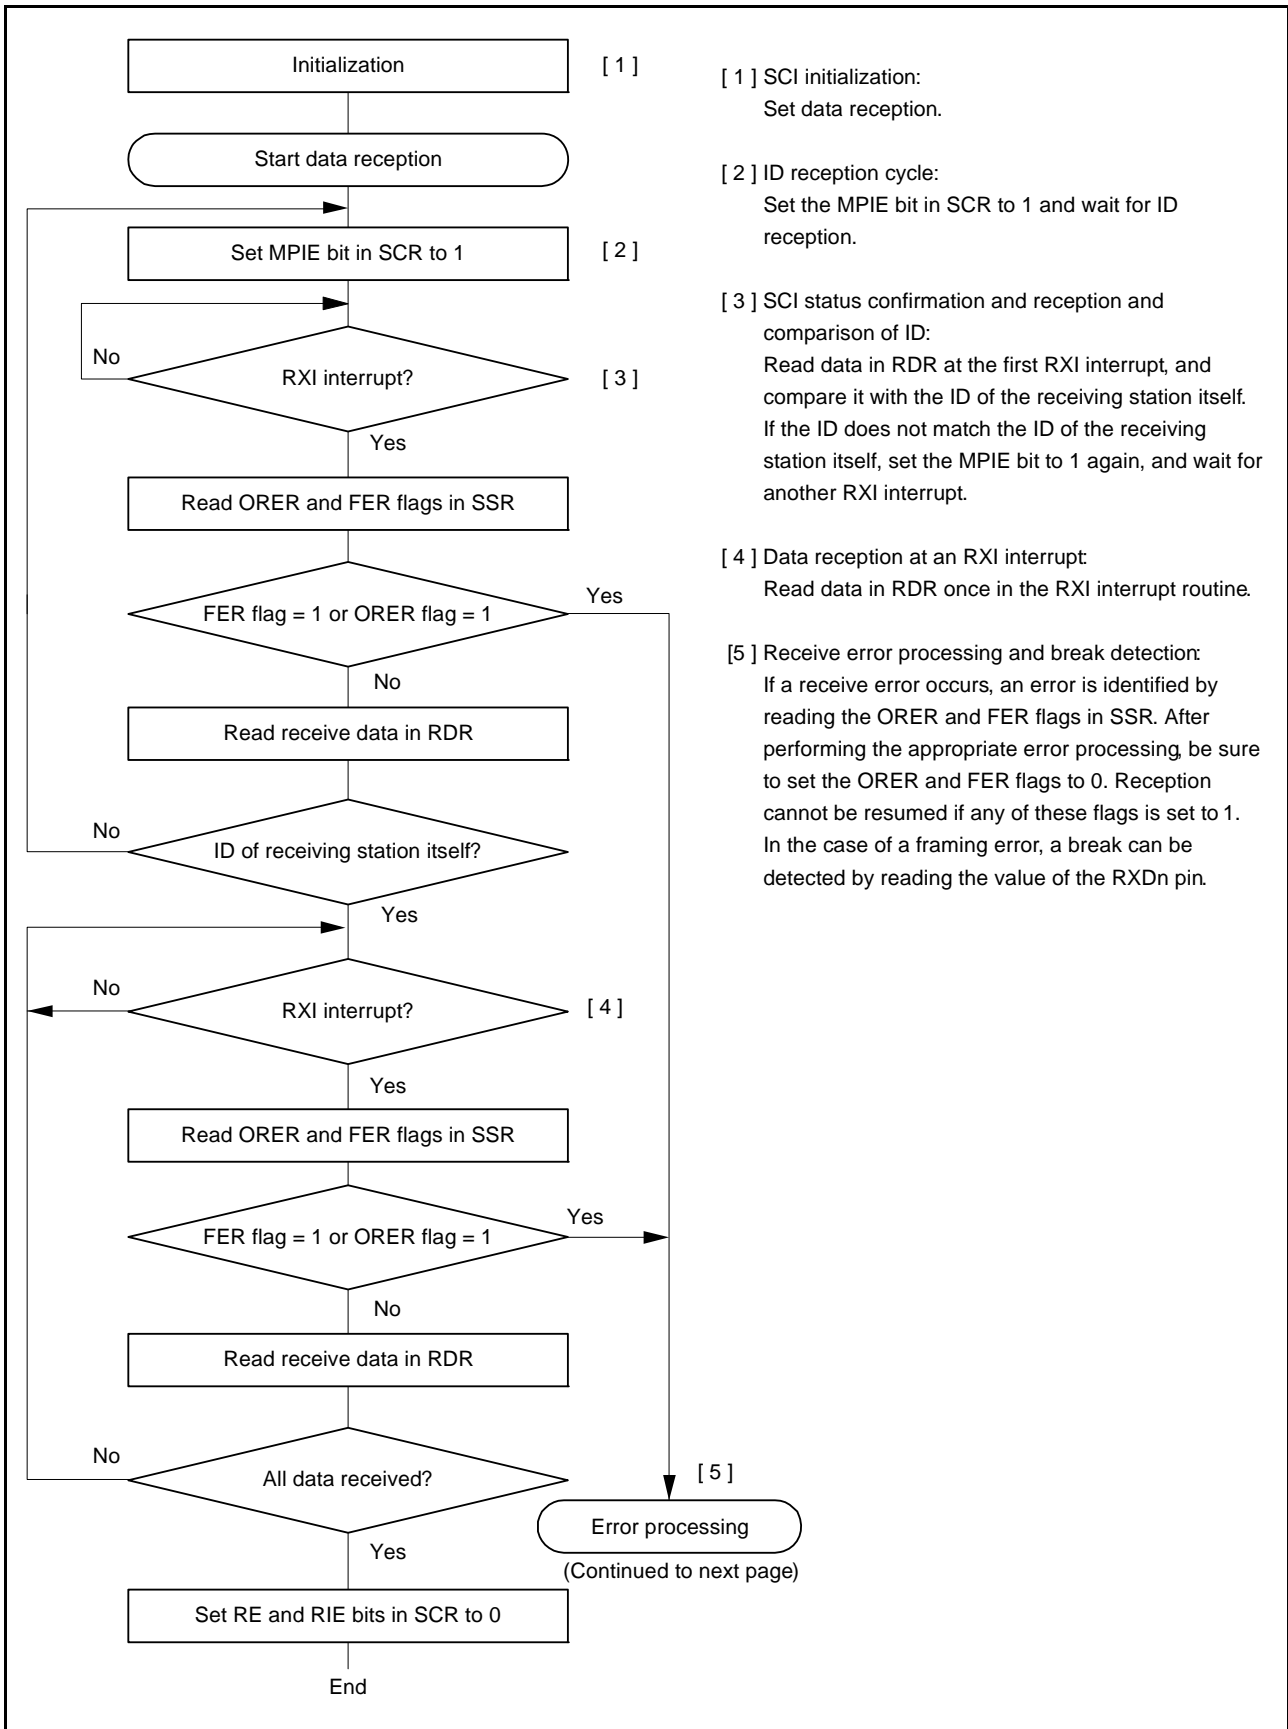 Initialization
[ 1 ]
Start data reception
Set MPIE bit in SCR to 1
[ 2 ]
No
RXI interrupt?
[ 3 ]
Yes
Read ORER and FER flags in SSR
FER flag = 1 or ORER flag = 1
Yes
No
Read receive data in RDR
No
ID of receiving station itself?
Yes
No
RXI interrupt?
[ 4 ]
Yes
Read ORER and FER flags in SSR
FER flag = 1 or ORER flag = 1
Yes
No
Read receive data in RDR
No
All data received?
[ 5 ]
Error processing
(Continued to next page)
Yes
Set RE and RIE bits in SCR to 0
End
[ 1 ] SCI initialization:
Set data reception.
[ 2 ] ID reception cycle:
Set the MPIE bit in SCR to 1 and wait for ID
reception.
[ 3 ] SCI status confirmation and reception and
comparison of ID:
Read data in RDR at the first RXI interrupt, and
compare it with the ID of the receiving station itself.
If the ID does not match the ID of the receiving
station itself, set the MPIE bit to 1 again, and wait for
another RXI interrupt.
[ 4 ] Data reception at an RXI interrupt:
Read data in RDR once in the RXI interrupt routine.
[5 ] Receive error processing and break detection:
If a receive error occurs, an error is identified by
reading the ORER and FER flags in SSR. After
performing the appropriate error processing, be sure
to set the ORER and FER flags to 0. Reception
cannot be resumed if any of these flags is set to 1.
In the case of a framing error, a break can be
detected by reading the value of the RXDn pin.